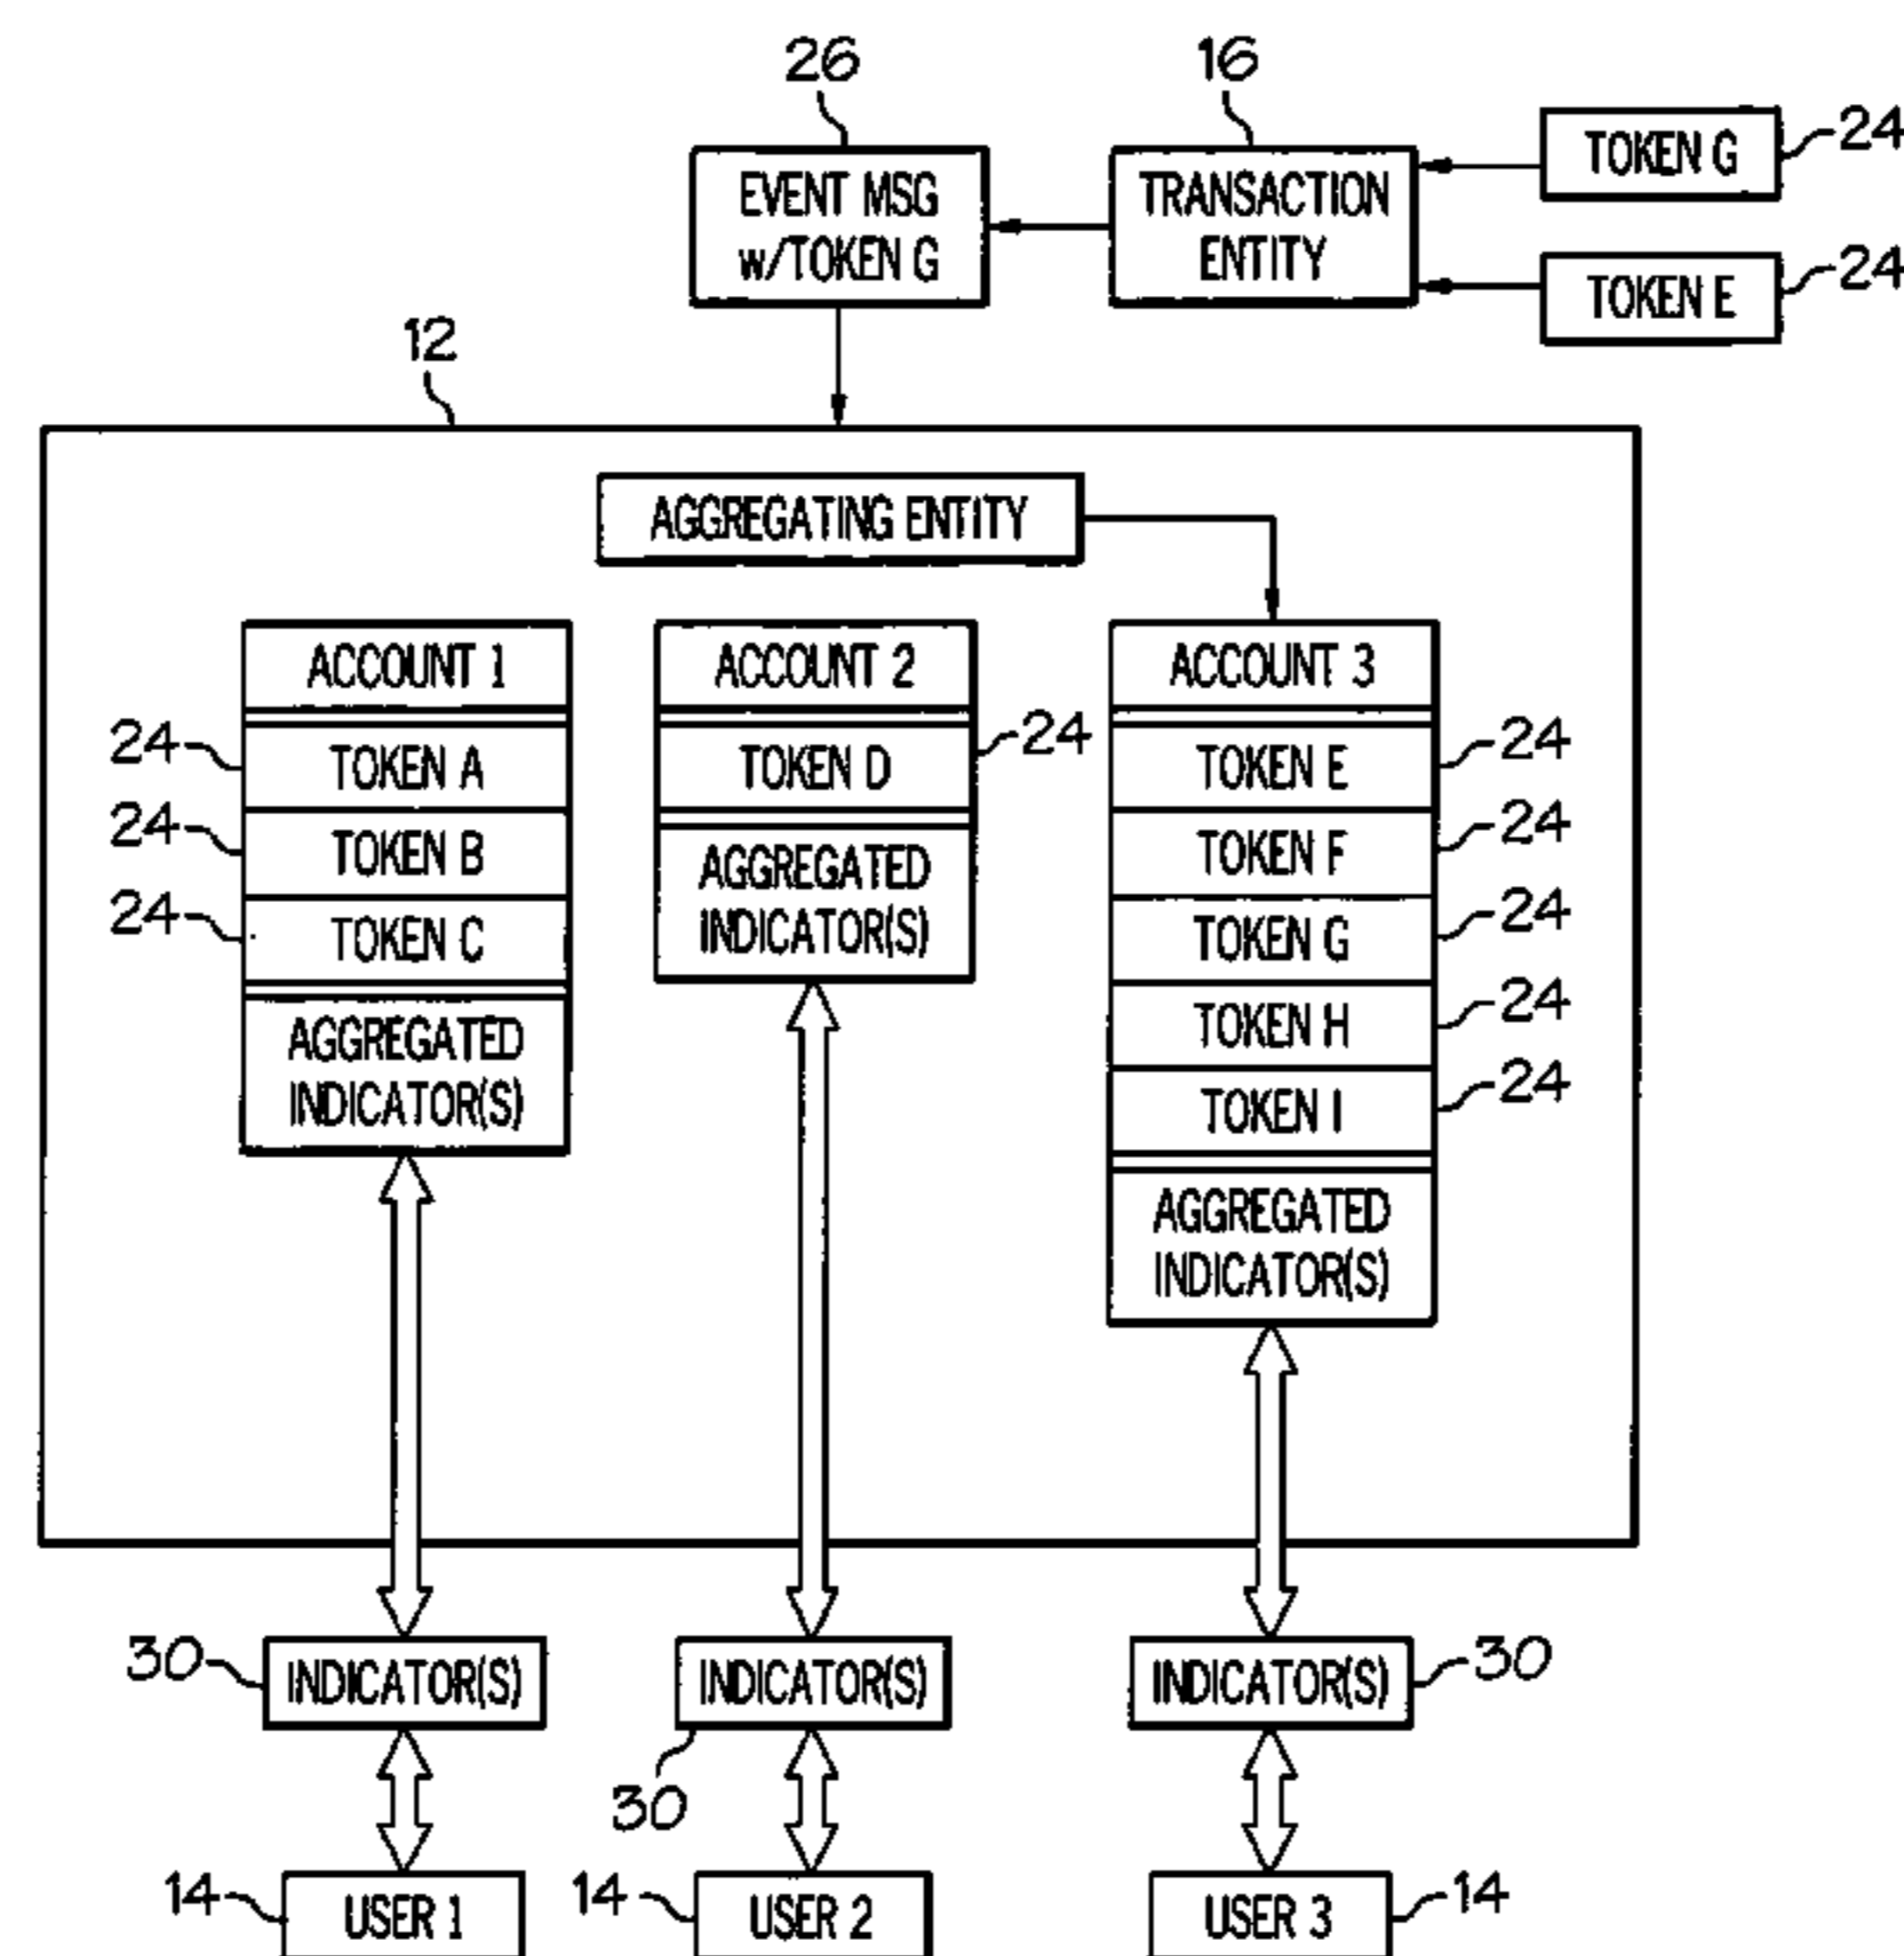 26
16
TOKEN G
24
EVENT MSG
w/TOKEN G
TRANSACTION
ENTITY
TOKEN E
24
12
AGGREGATING ENTITY
ACCOUNT 1
24
TOKEN A
24
TOKEN B
24
TOKEN C
AGGREGATED
INDICATOR(S)
ACCOUNT 2
TOKEN D
24
AGGREGATED
INDICATOR(S)
ACCOUNT 3
TOKEN E
24
TOKEN F
24
TOKEN G
24
TOKEN H
24
TOKEN I
24
AGGREGATED
INDICATOR(S)
30
INDICATOR(S)
INDICATOR(S)
30
INDICATOR(S)
30
14
USER 1
14
USER 2
USER 3
14